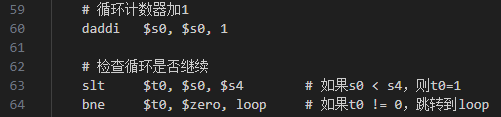 59 # 循环计数器加1
60 daddi $s0, $s0, 1
61
62 # 检查循环是否继续
63 slt $t0, $s0, $s4 # 如果s0 < s4，则t0=1
64 bne $t0, $zero, loop # 如果t0 != 0，跳转到loop